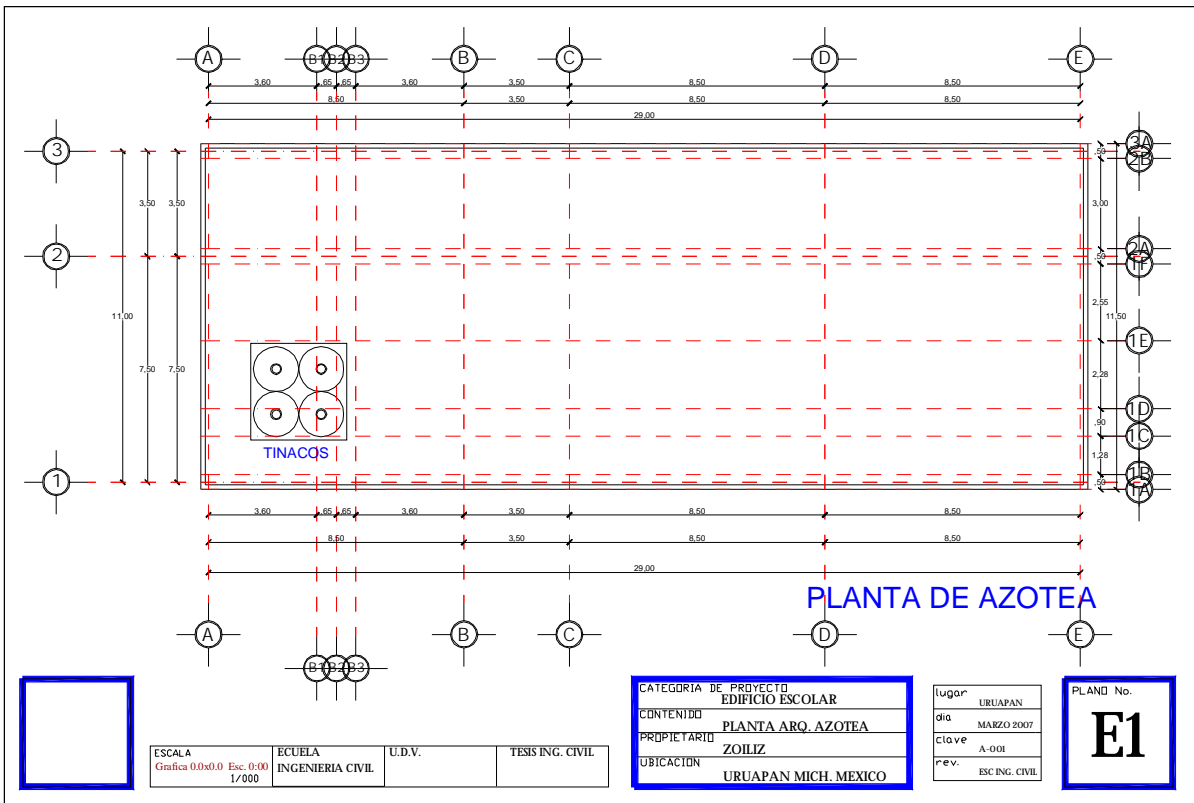 A B1 B2 B3 B C D E
3,60 ,65 ,65 3,60 3,50 8,50 8,50
8,50 3,50 8,50 8,50
29,00
3 3A
,50
2B
3,50 3,50 3,00
2 2A
,50
1F
11,00 2,55 11,50
1E
7,50 7,50 2,28
1D
,90
1C
TINACOS 1,28
1B
1 ,50
1A
3,60 ,65 ,65 3,60 3,50 8,50 8,50
8,50 3,50 8,50 8,50
29,00
PLANTA DE AZOTEA
A B C D E
B1 B2 B3
ESCALA
Grafica 0.0x0.0 Esc. 0:00
1/000
ECUELA
INGENIERIA CIVIL
U.D.V.
TESIS ING. CIVIL
CATEGORIA DE PROYECTO
EDIFICIO ESCOLAR
CONTENIDO
PLANTA ARQ. AZOTEA
PROPIETARIO
ZOILIZ
UBICACION
URUAPAN MICH. MEXICO
lugar
URUAPAN
dia
MARZO 2007
clave
A-001
rev.
ESC ING. CIVIL
PLANO No.
E1